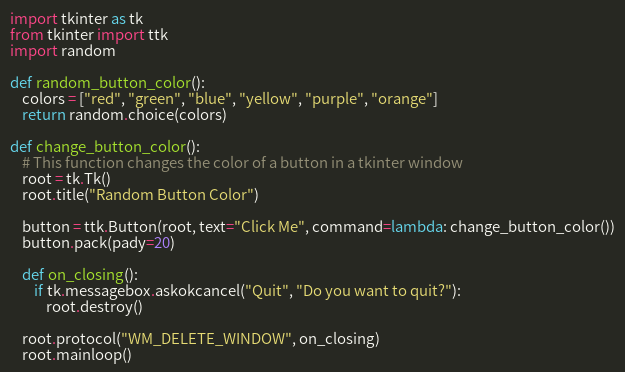 import tkinter as tk
from tkinter import ttk
import random

def random_button_color():
    colors = ["red", "green", "blue", "yellow", "purple", "orange"]
    return random.choice(colors)

def change_button_color():
    # This function changes the color of a button in a tkinter window
    root = tk.Tk()
    root.title("Random Button Color")

    button = ttk.Button(root, text="Click Me", command=lambda: change_button_color())
    button.pack(pady=20)

    def on_closing():
        if tk.messagebox.askokcancel("Quit", "Do you want to quit?"):
            root.destroy()

    root.protocol("WM_DELETE_WINDOW", on_closing)
    root.mainloop()